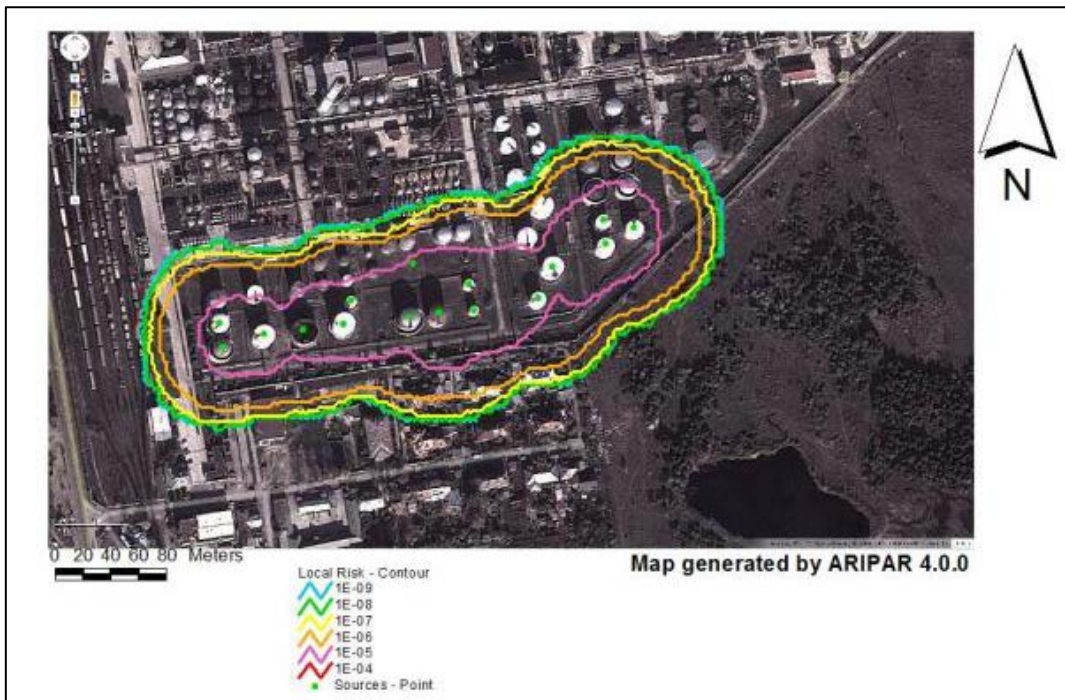 N
0 20 40 60 80 Meters
Map generated by ARIPAR 4.0.0
Local Risk - Contour
1E-09
1E-08
1E-07
1E-06
1E-05
1E-04
Sources - Point